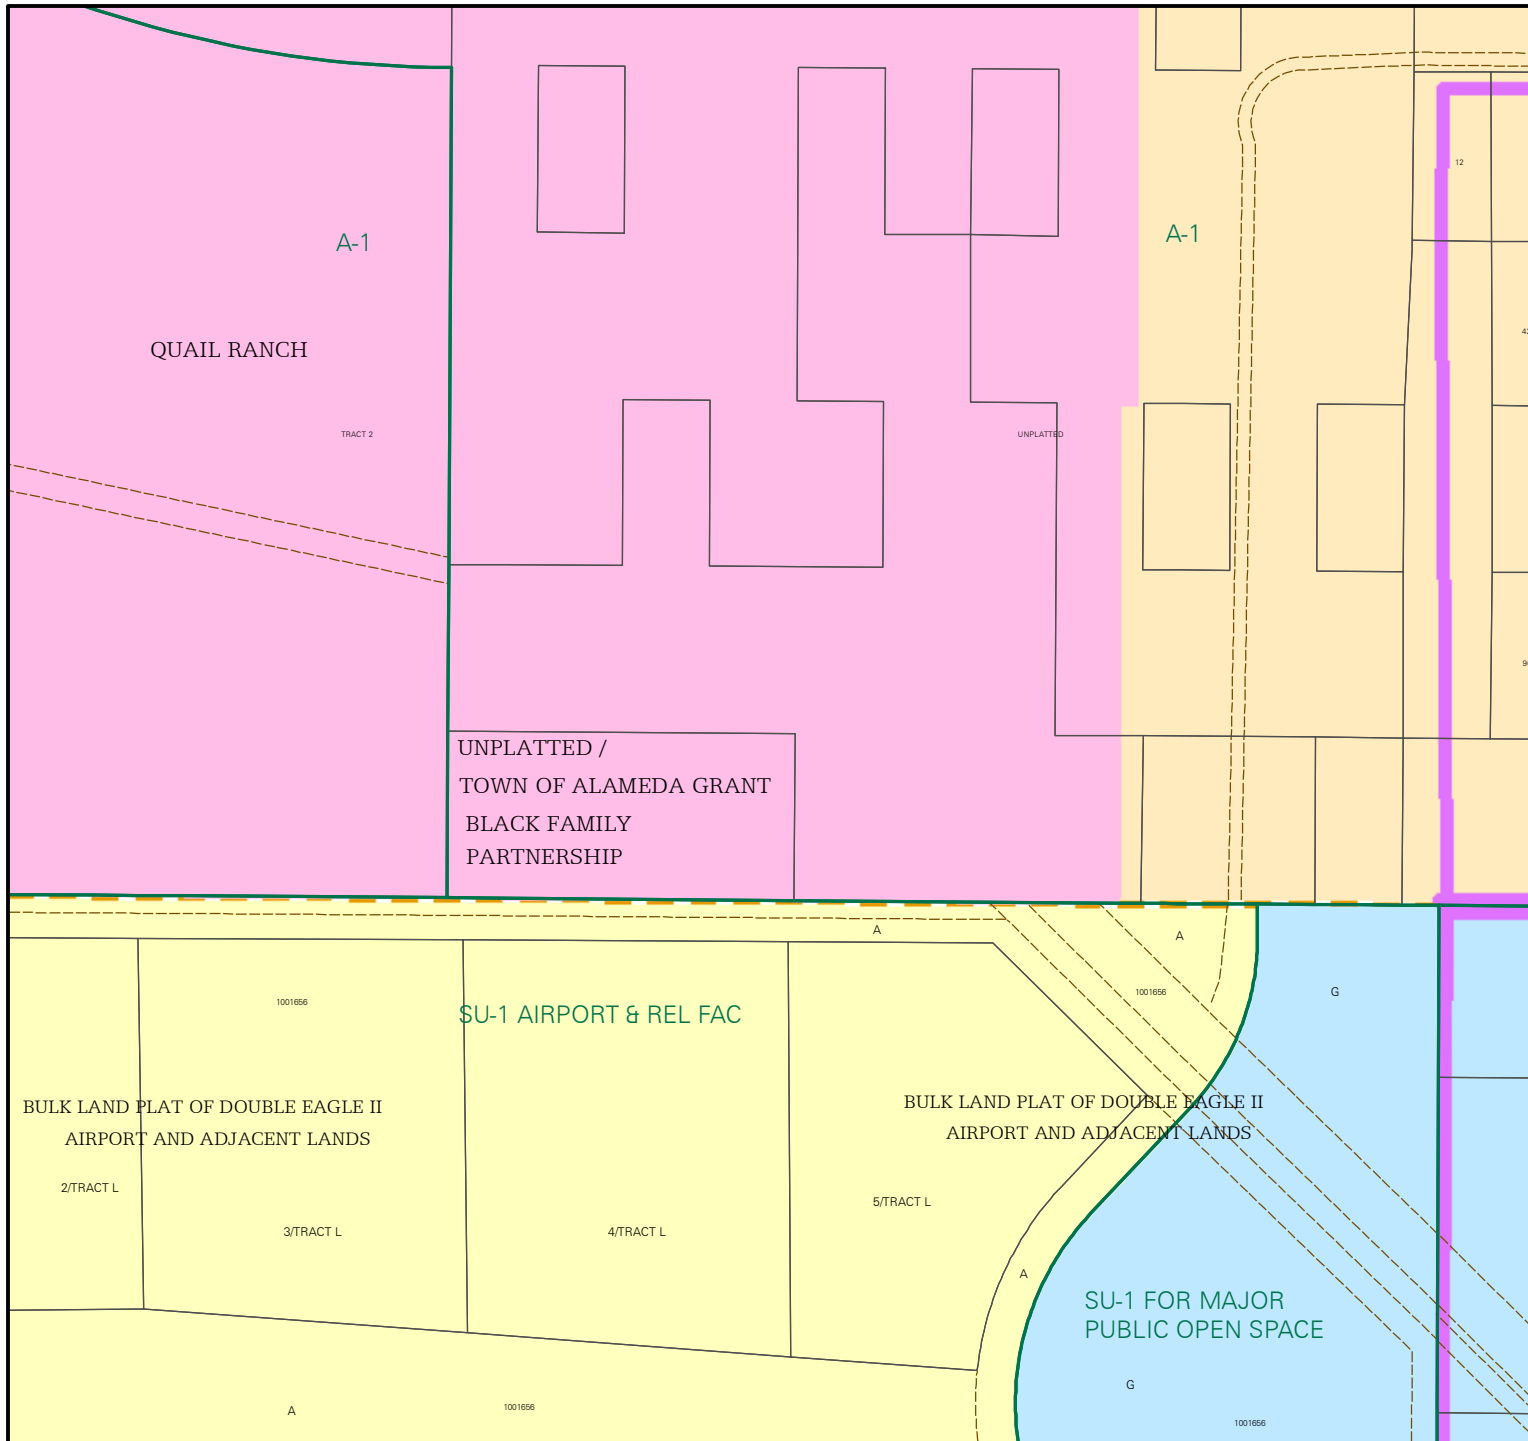 12
A-1
A-1
QUAIL RANCH
TRACT 2
UNPLATTED
UNPLATTED /
TOWN OF ALAMEDA GRANT
BLACK FAMILY
PARTNERSHIP
A
A
1001656
G
1001656
SU-1 AIRPORT & REL FAC
BULK LAND PLAT OF DOUBLE EAGLE II
AIRPORT AND ADJACENT LANDS
BULK LAND PLAT OF DOUBLE EAGLE II
AIRPORT AND ADJACENT LANDS
2/TRACT L
3/TRACT L
4/TRACT L
5/TRACT L
A
SU-1 FOR MAJOR
PUBLIC OPEN SPACE
G
A
1001656
1001656